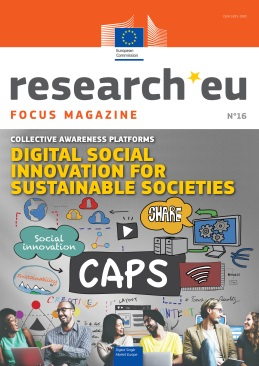 European
Commission
research*eu
FOCUS MAGAZINE
N°16
COLLECTIVE AWARENESS PLATFORMS
DIGITAL SOCIAL
INNOVATION FOR
SUSTAINABLE SOCIETIES
SHARE
Social
innovation
CAPS
Digital Single
Market Europe